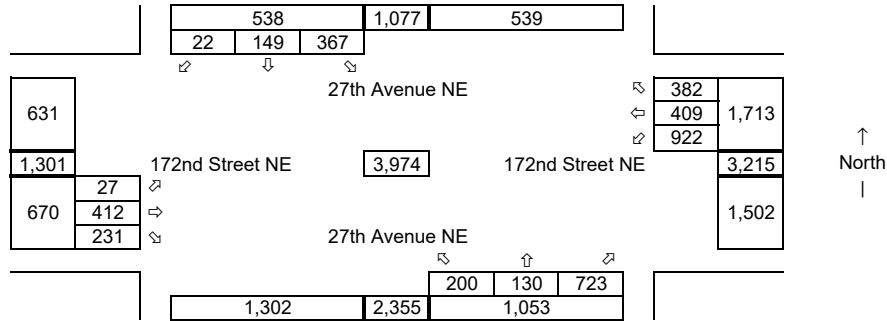 538 1,077 539
22 149 367
⬃ ⇩ ⬂
27th Avenue NE
631
⬁ 382
⇦ 409 1,713
⬃ 922
↑
1,301 172nd Street NE 3,974 172nd Street NE 3,215 North
|
27 ⬀
670 412 ⇨
231 ⬂
1,502
27th Avenue NE
⬁ ⇧ ⬀
200 130 723
1,302 2,355 1,053